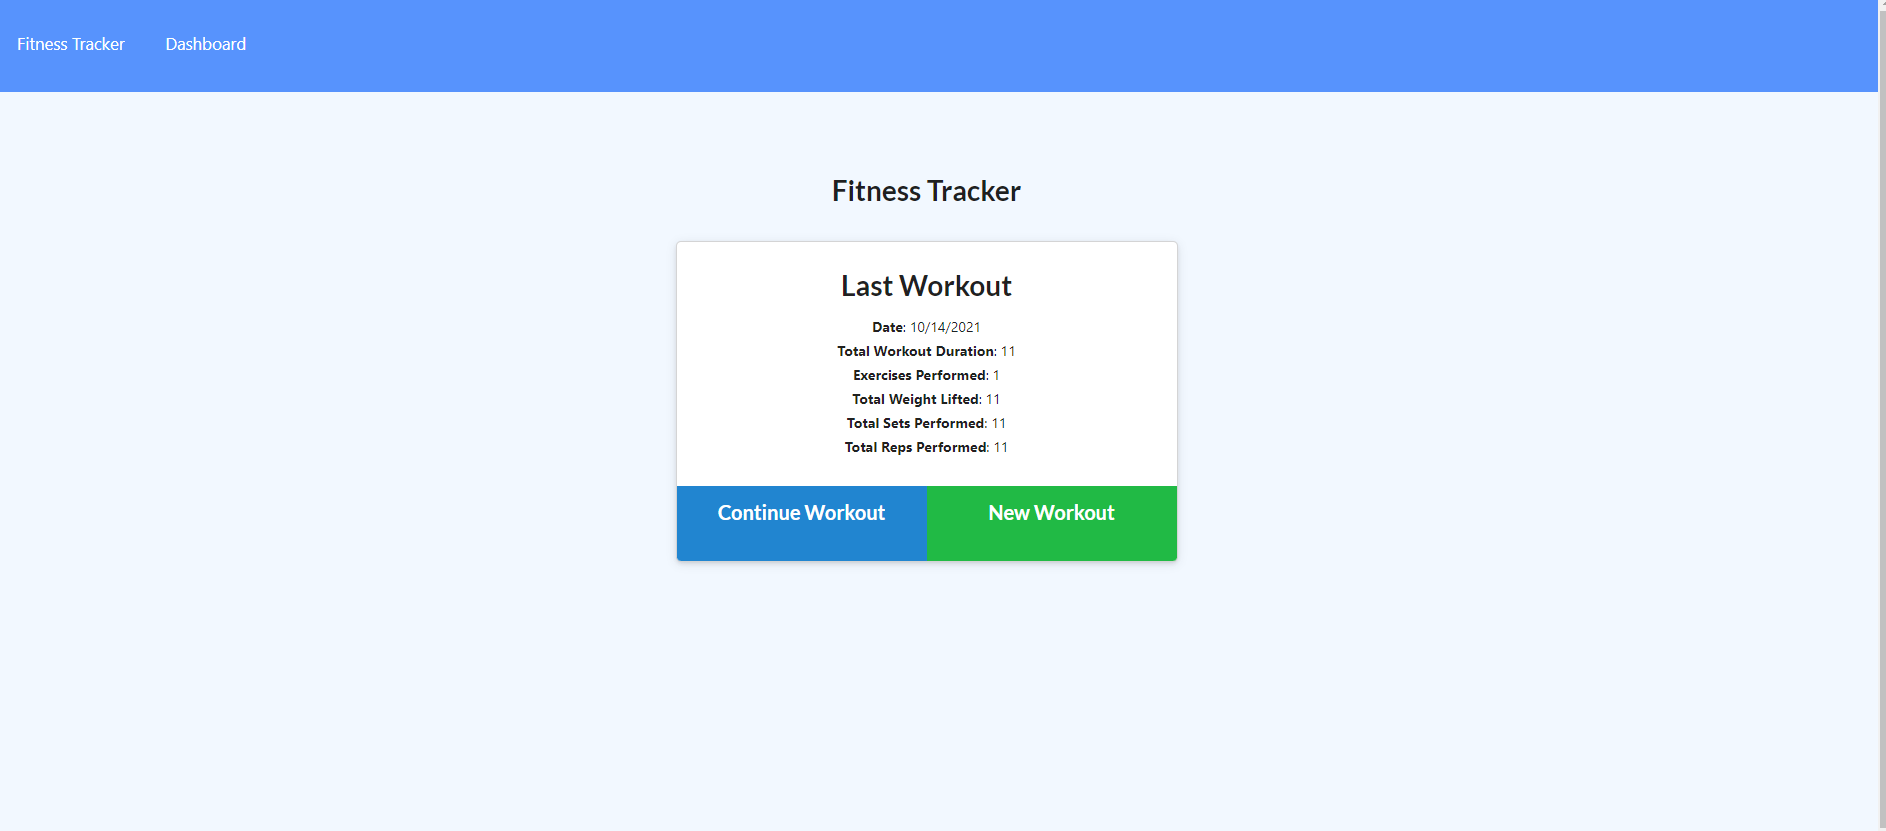 Fitness Tracker Dashboard
Fitness Tracker
Last Workout
Date: 10/14/2021
Total Workout Duration: 11
Exercises Performed: 1
Total Weight Lifted: 11
Total Sets Performed: 11
Total Reps Performed: 11
Continue Workout New Workout